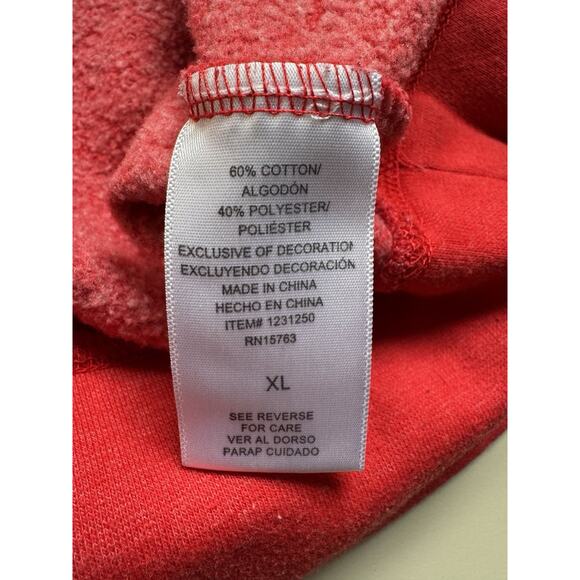 60% COTTON/
ALGODÓN
40% POLYESTER/
POLIÉSTER
EXCLUSIVE OF DECORATION
EXCLUYENDO DECORACIÓN
MADE IN CHINA
HECHO EN CHINA
ITEM# 1231250
RN15763
XL
SEE REVERSE
FOR CARE
VER AL DORSO
PARAP CUIDADO